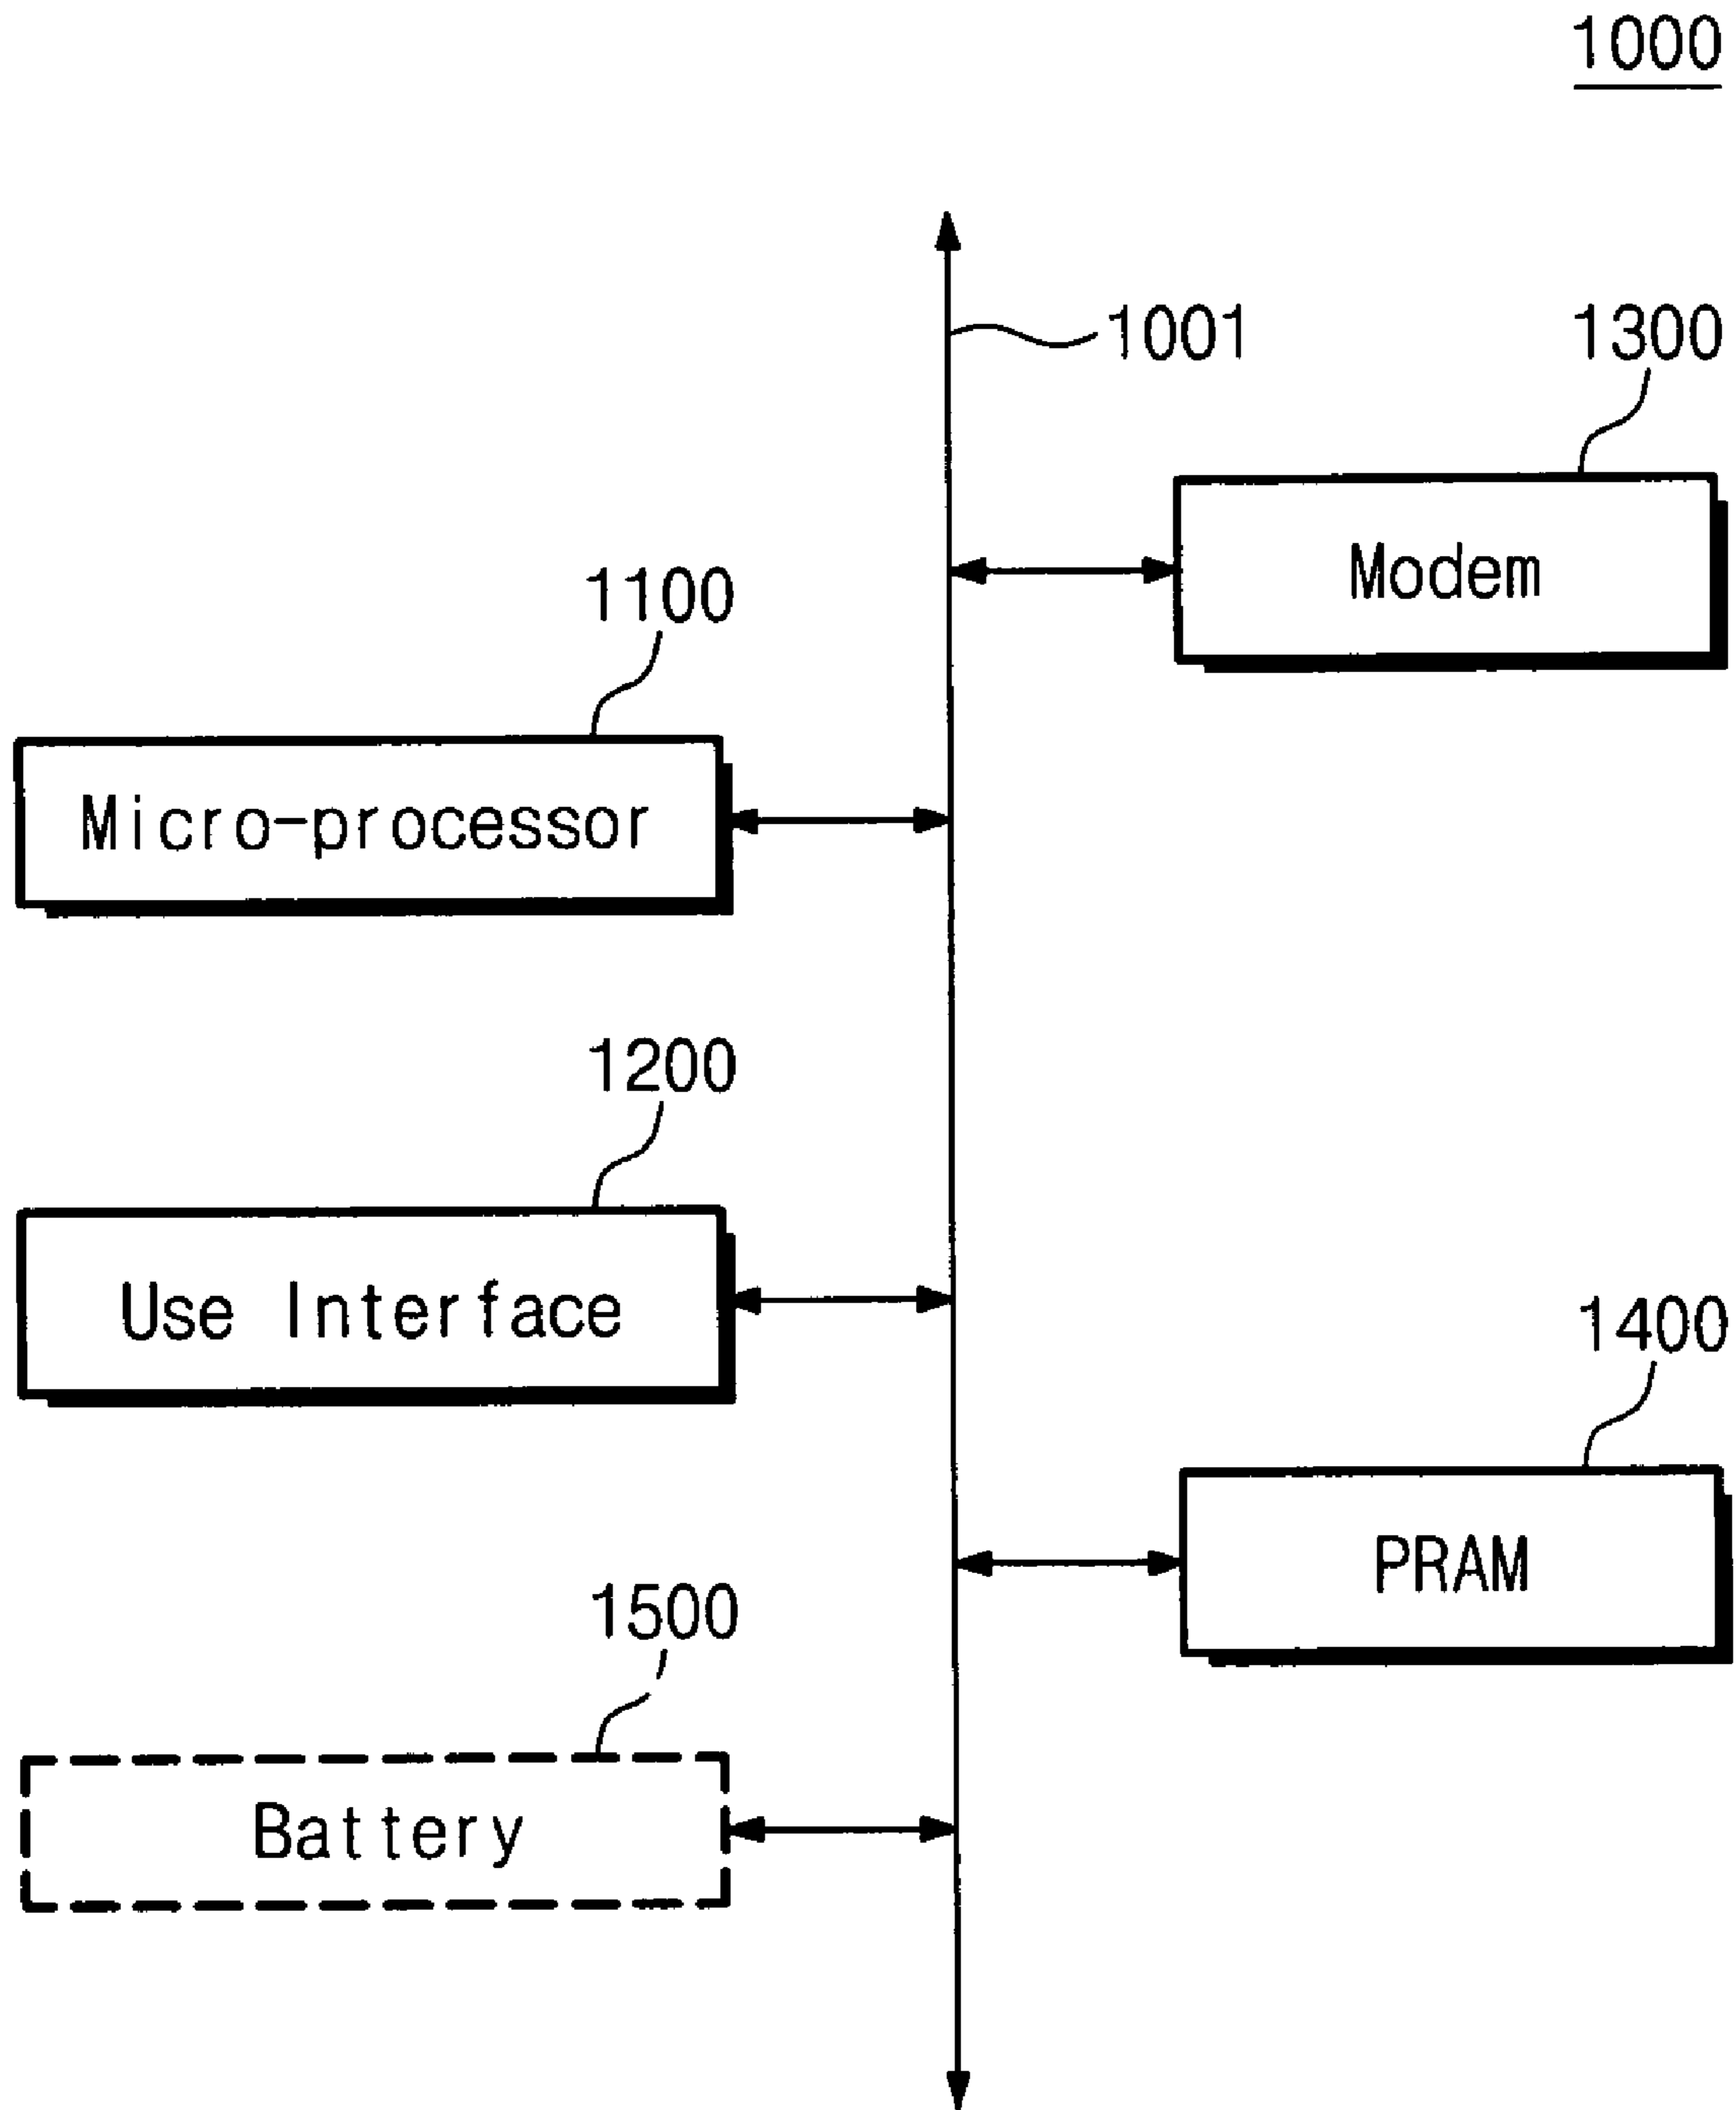 1000
1001
1300
Modem
1100
Micro-processor
1200
Use Interface
1400
PRAM
1500
Battery